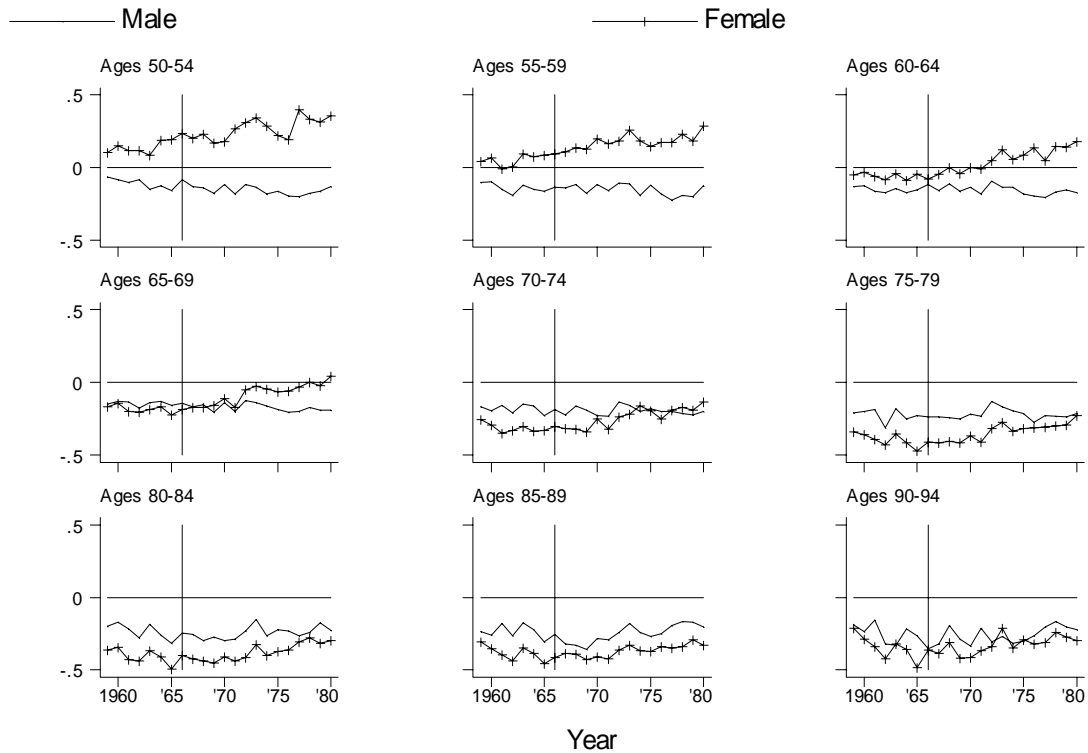 Male Female
Ages 50-54 Ages 55-59 Ages 60-64
.5
0
-.5
Ages 65-69 Ages 70-74 Ages 75-79
.5
0
-.5
Ages 80-84 Ages 85-89 Ages 90-94
.5
0
-.5
1960 '65 '70 '75 '80 1960 '65 '70 '75 '80 1960 '65 '70 '75 '80
Year